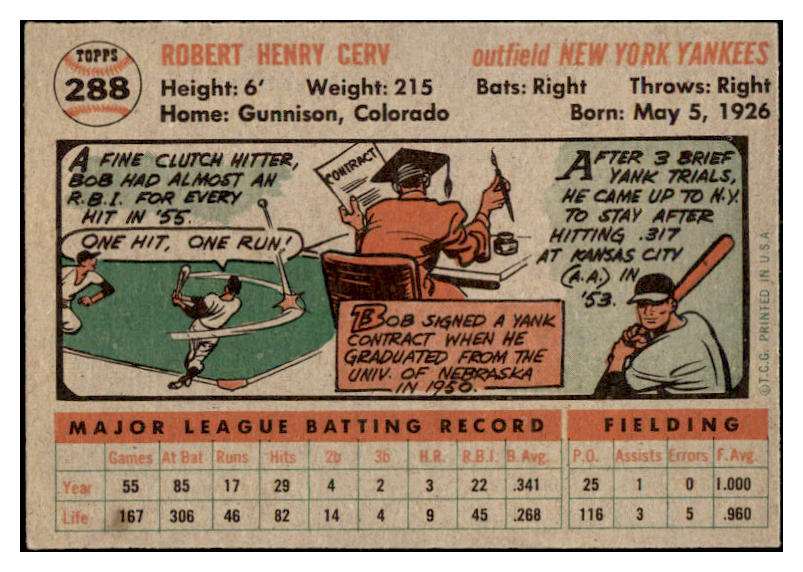 TOPPS
288
ROBERT HENRY CERV
outfield NEW YORK YANKEES
Height: 6' Weight: 215 Bats: Right Throws: Right
Home: Gunnison, Colorado Born: May 5, 1926
A FINE CLUTCH HITTER,
BOB HAD ALMOST AN
R.B.I. FOR EVERY
HIT IN '55.
ONE HIT, ONE RUN!
CONTRACT
BOB SIGNED A YANK
CONTRACT WHEN HE
GRADUATED FROM THE
UNIV. OF NEBRASKA
IN 1950.
AFTER 3 BRIEF
YANK TRIALS,
HE CAME UP TO N.Y.
TO STAY AFTER
HITTING .317
AT KANSAS CITY
(A.A.) IN
'53.
©T.C.G. PRINTED IN U.S.A.
MAJOR LEAGUE BATTING RECORD FIELDING
Games At Bat Runs Hits 2b 3b H.R. R.B.I. B. Avg. P.O. Assists Errors F. Avg.
Year 55 85 17 29 4 2 3 22 .341 25 1 0 1.000
Life 167 306 46 82 14 4 9 45 .268 116 3 5 .960